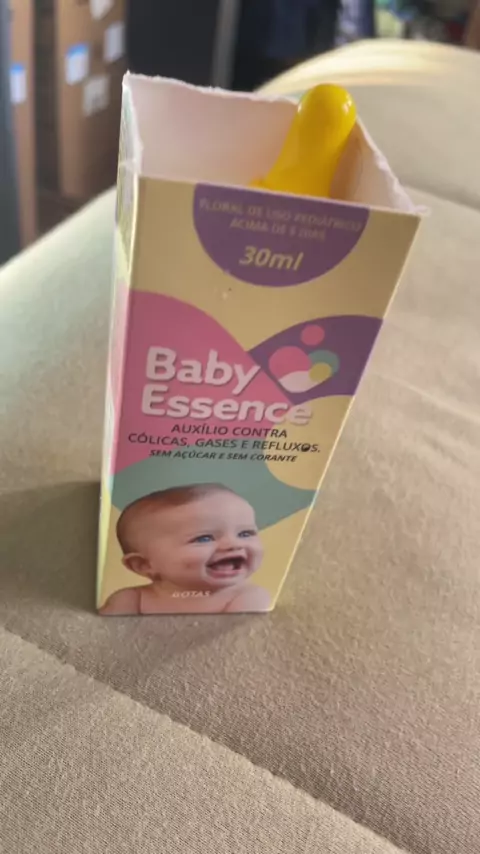 FLORAL DE USO PEDIÁTRICO
ACIMA DE 5 DIAS
30ml
Baby
Essence
AUXÍLIO CONTRA
CÓLICAS, GASES E REFLUXOS.
SEM AÇÚCAR E SEM CORANTE
GOTAS